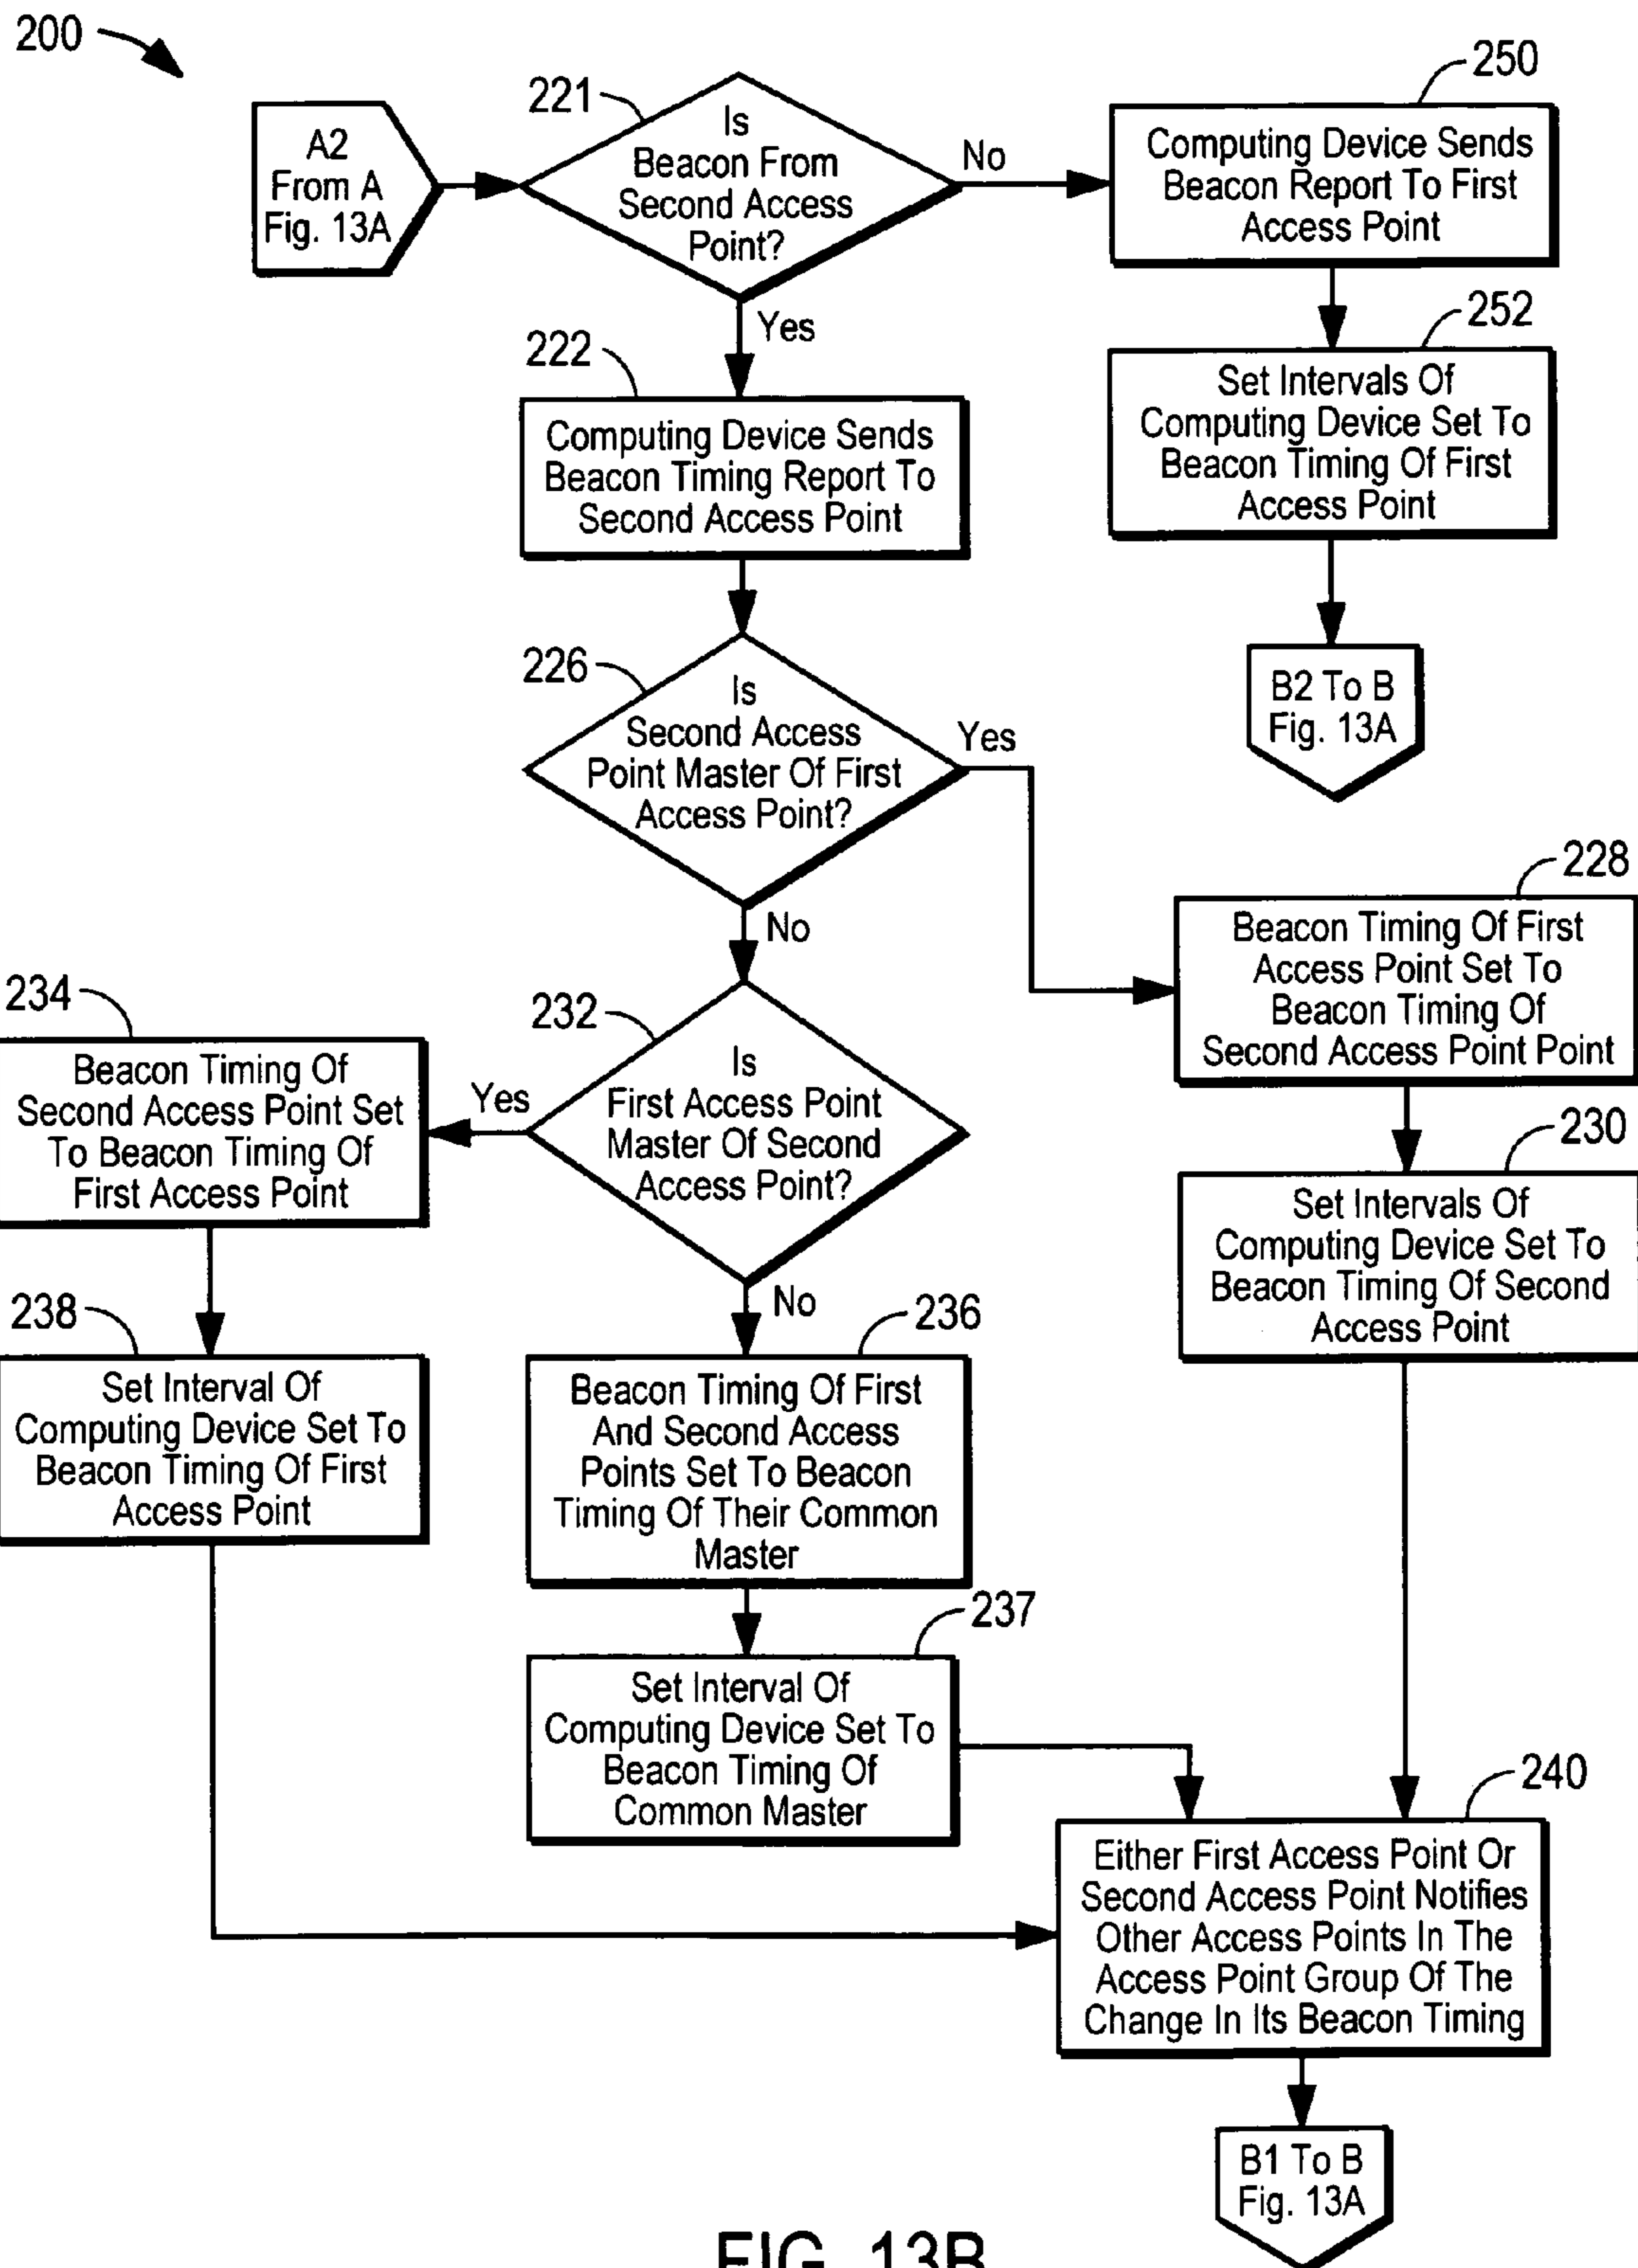 200
A2
From A
Fig. 13A
221
Is
Beacon From
Second Access
Point?
No
Yes
250
Computing Device Sends
Beacon Report To First
Access Point
252
Set Intervals Of
Computing Device Set To
Beacon Timing Of First
Access Point
B2 To B
Fig. 13A
222
Computing Device Sends
Beacon Timing Report To
Second Access Point
226
Is
Second Access
Point Master Of First
Access Point?
Yes
No
228
Beacon Timing Of First
Access Point Set To
Beacon Timing Of
Second Access Point Point
230
Set Intervals Of
Computing Device Set To
Beacon Timing Of Second
Access Point
232
Is
First Access Point
Master Of Second
Access Point?
Yes
No
234
Beacon Timing Of
Second Access Point Set
To Beacon Timing Of
First Access Point
238
Set Interval Of
Computing Device Set To
Beacon Timing Of First
Access Point
236
Beacon Timing Of First
And Second Access
Points Set To Beacon
Timing Of Their Common
Master
237
Set Interval Of
Computing Device Set To
Beacon Timing Of
Common Master
240
Either First Access Point Or
Second Access Point Notifies
Other Access Points In The
Access Point Group Of The
Change In Its Beacon Timing
B1 To B
Fig. 13A
FIG. 13B